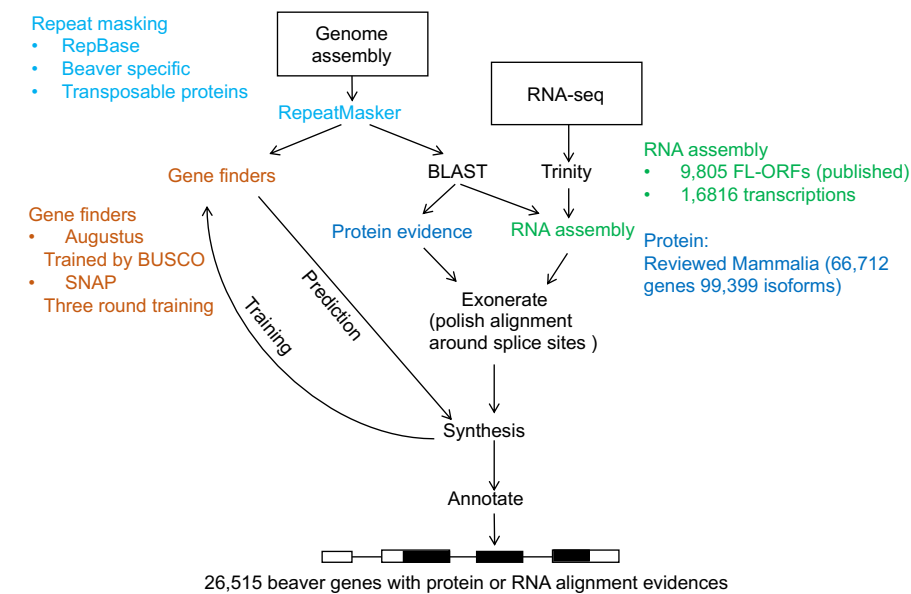 Repeat masking
• RepBase
• Beaver specific
• Transposable proteins
Genome
assembly
RNA-seq
RepeatMasker
Gene finders
BLAST
Trinity
RNA assembly
• 9,805 FL-ORFs (published)
• 1,6816 transcriptions
Gene finders
• Augustus
Trained by BUSCO
• SNAP
Three round training
Protein evidence
RNA assembly
Protein:
Reviewed Mammalia (66,712
genes 99,399 isoforms)
Training
Prediction
Exonerate
(polish alignment
around splice sites )
Synthesis
Annotate
26,515 beaver genes with protein or RNA alignment evidences